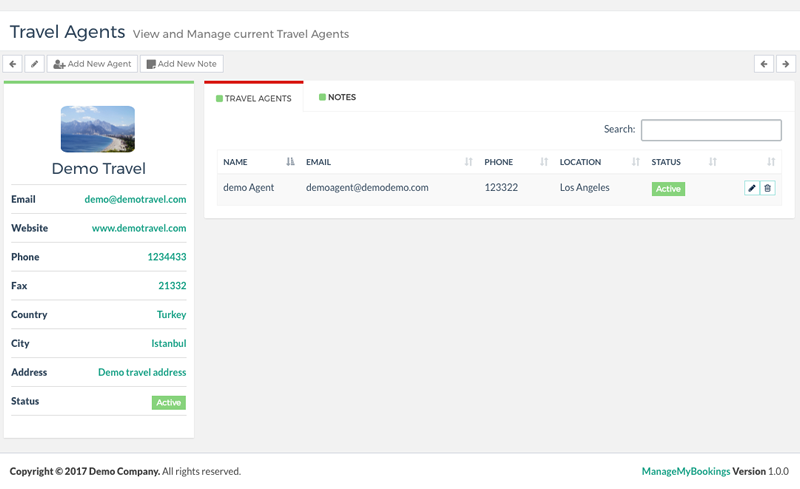 Travel Agents View and Manage current Travel Agents
Add New Agent Add New Note
Demo Travel
Email demo@demotravel.com
Website www.demotravel.com
Phone 1234433
Fax 21332
Country Turkey
City Istanbul
Address Demo travel address
Status Active
TRAVEL AGENTS NOTES
Search:
NAME EMAIL PHONE LOCATION STATUS
demo Agent demoagent@demodemo.com 123322 Los Angeles Active
Copyright © 2017 Demo Company. All rights reserved.
ManageMyBookings Version 1.0.0